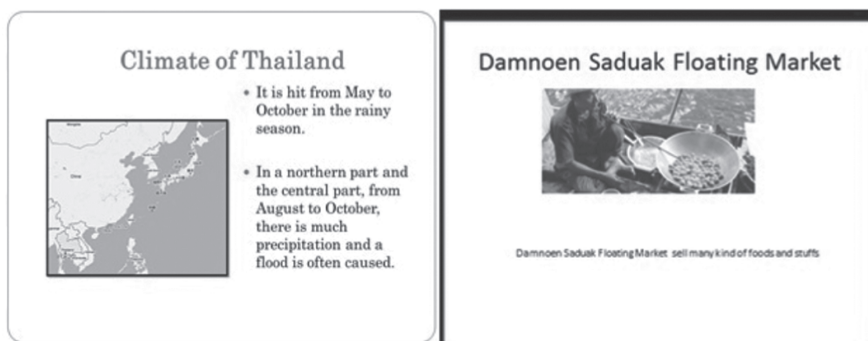 Climate of Thailand
• It is hit from May to
October in the rainy
season.
• In a northern part and
the central part, from
August to October,
there is much
precipitation and a
flood is often caused.
China
Damnoen Saduak Floating Market
Damnoen Saduak Floating Market sell many kind of foods and stuffs